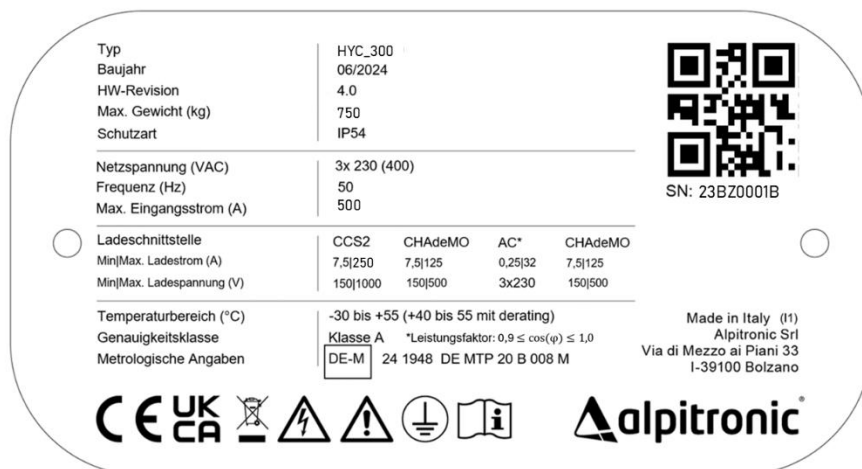 Typ HYC_300
Baujahr 06/2024
HW-Revision 4.0
Max. Gewicht (kg) 750
Schutzart IP54
SN: 23BZ0001B
Netzspannung (VAC) 3x 230 (400)
Frequenz (Hz) 50
Max. Eingangsstrom (A) 500
Ladeschnittstelle CCS2 CHAdeMO AC* CHAdeMO
Min|Max. Ladestrom (A) 7,5|250 7,5|125 0,25|32 7,5|125
Min|Max. Ladespannung (V) 150|1000 150|500 3x230 150|500
Temperaturbereich (°C) -30 bis +55 (+40 bis 55 mit derating)
Genauigkeitsklasse Klasse A *Leistungsfaktor: 0,9 ≤ cos(φ) ≤ 1,0
Metrologische Angaben DE-M 24 1948 DE MTP 20 B 008 M
Made in Italy (I1)
Alpitronic Srl
Via di Mezzo ai Piani 33
I-39100 Bolzano
CE UK CA
alpitronic